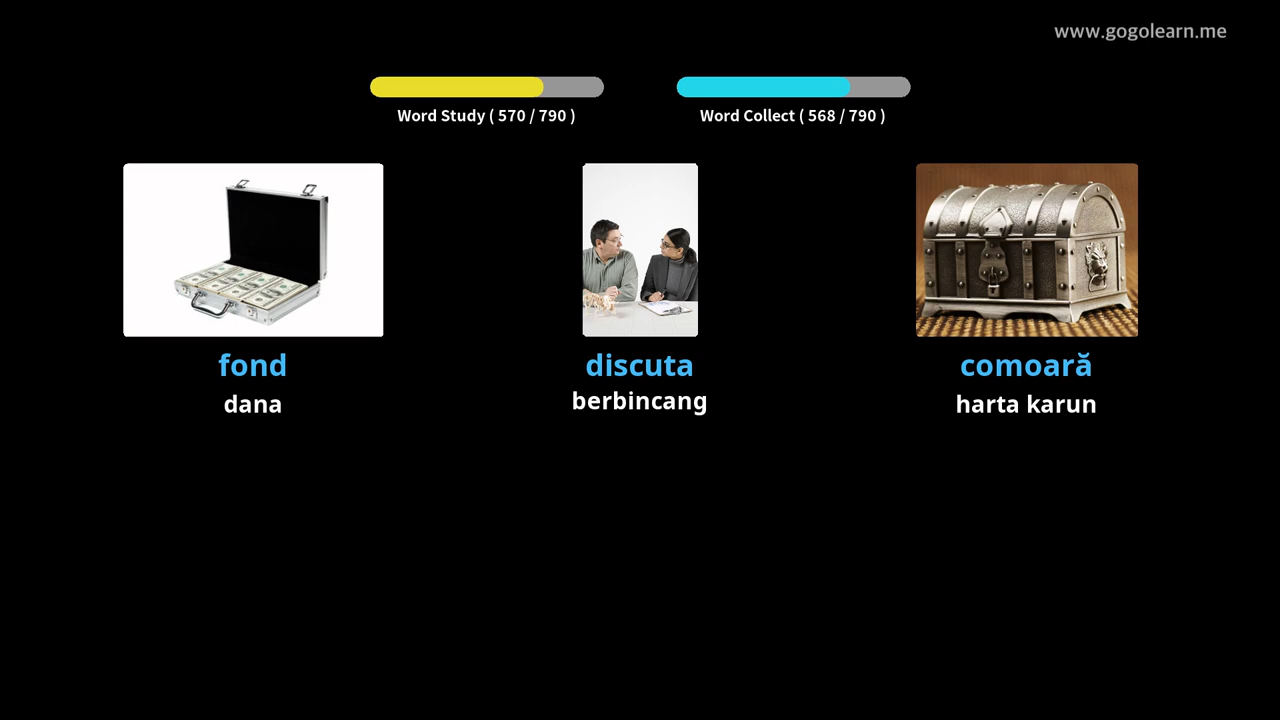 www.gogolearn.me
Word Study ( 570 / 790 )
Word Collect ( 568 / 790 )
fond
dana
discuta
berbincang
comoară
harta karun